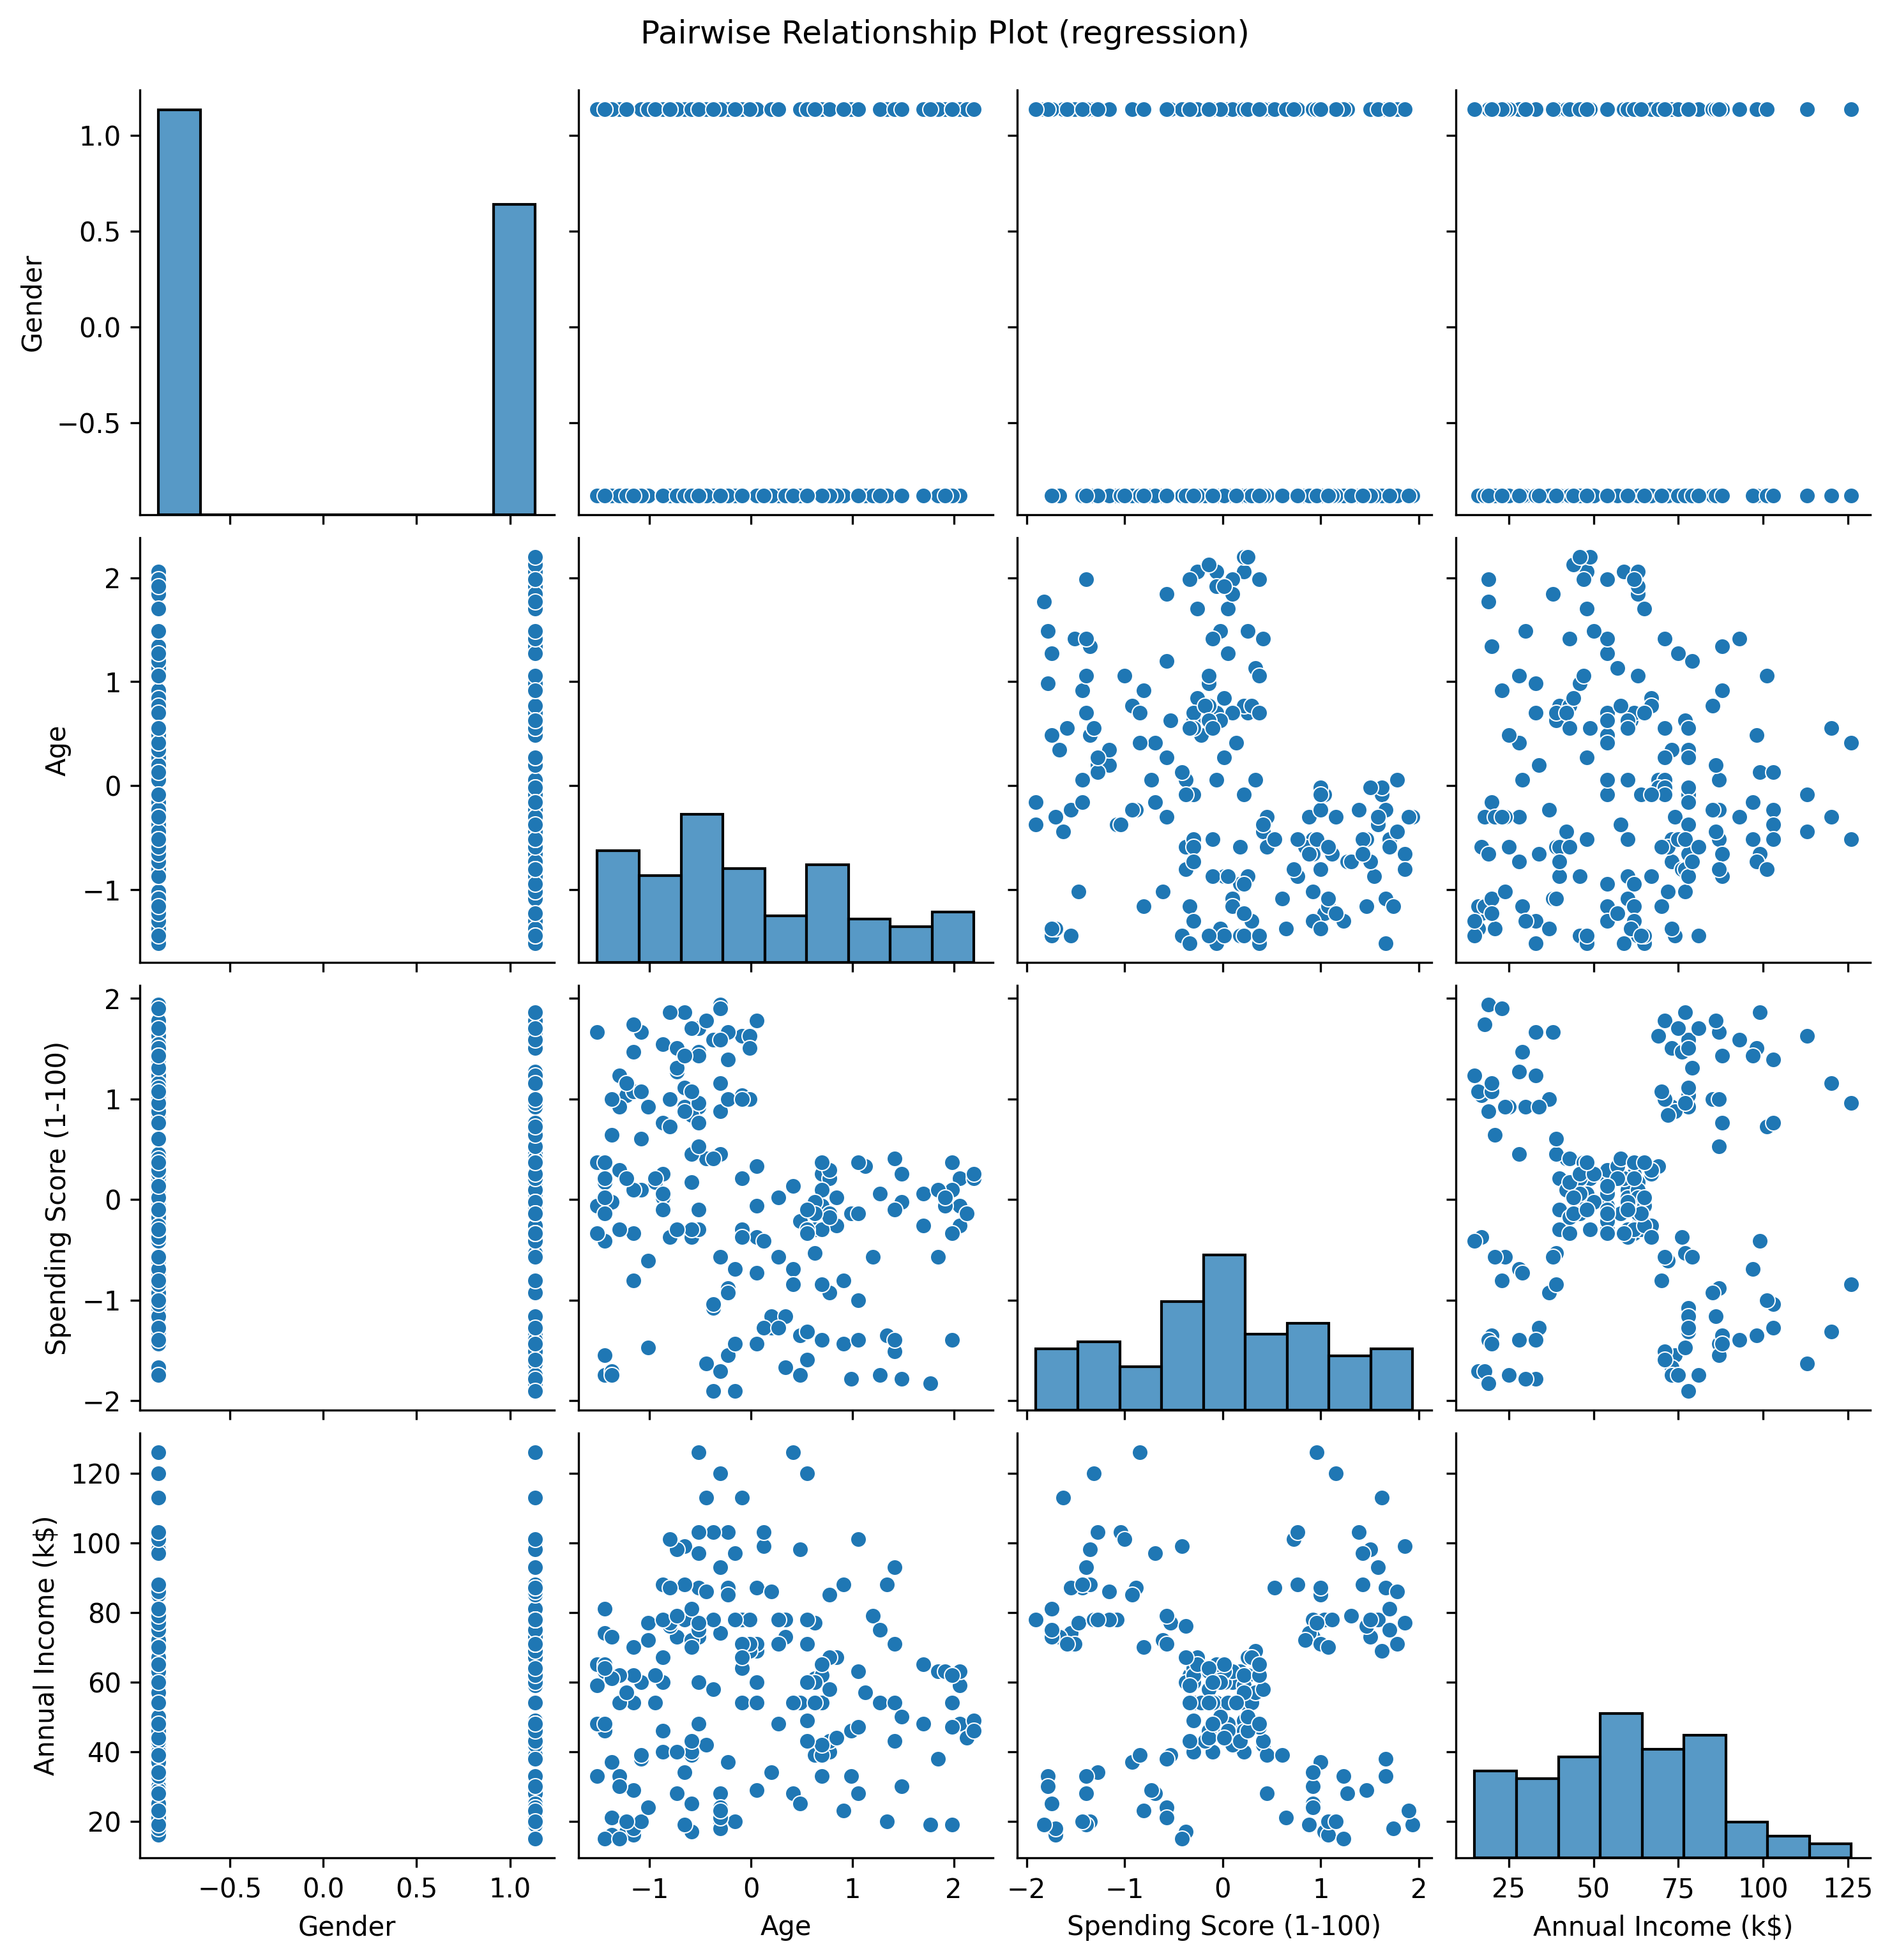 Pairwise Relationship Plot (regression)
1.0
0.5
0.0
−0.5
Gender
2
1
0
−1
Age
2
1
0
−1
−2
Spending Score (1-100)
120
100
80
60
40
20
Annual Income (k$)
−0.5 0.0 0.5 1.0 −1 0 1 2 −2 −1 0 1 2 25 50 75 100 125
Gender Age Spending Score (1-100) Annual Income (k$)